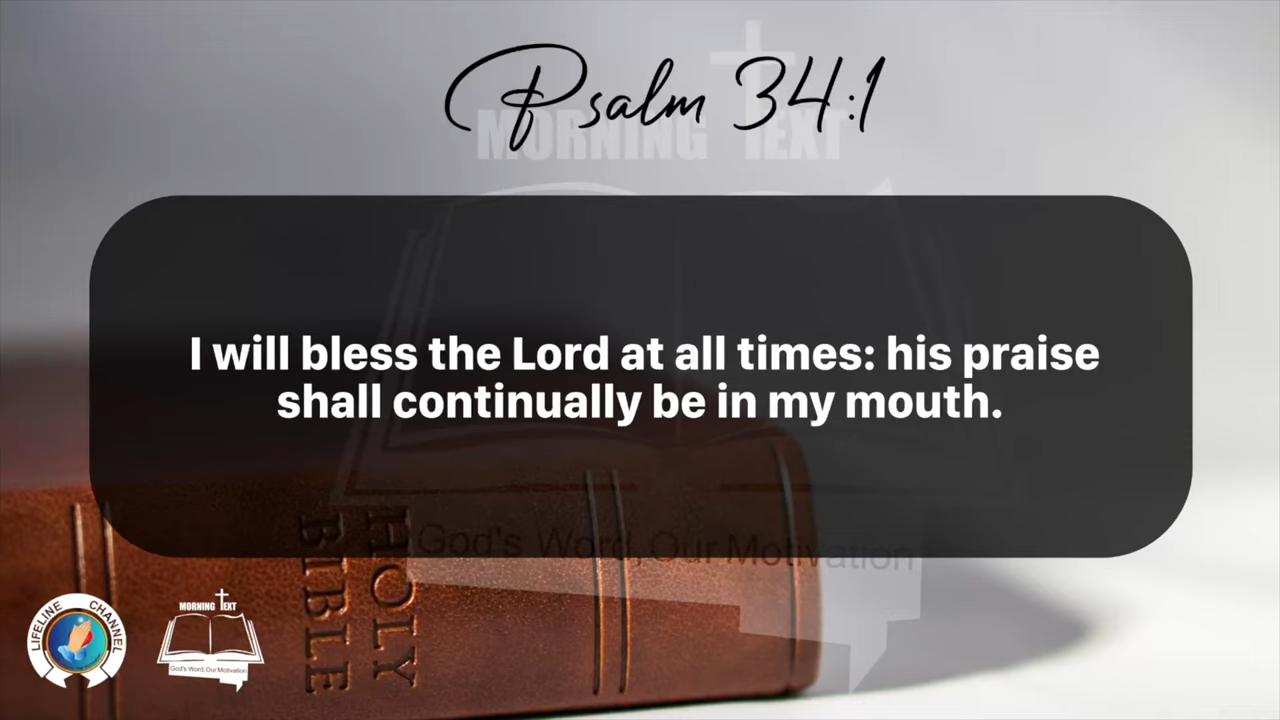 Psalm 34:1
MORNING TEXT
I will bless the Lord at all times: his praise
shall continually be in my mouth.
God's Word, Our Motivation
HOLY
BIBLE
LIFELINE CHANNEL
MORNING TEXT
God's Word, Our Motivation